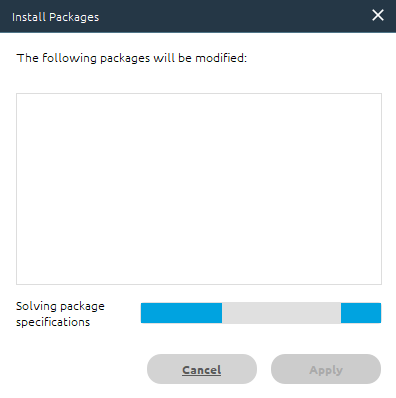 Install Packages
The following packages will be modified:
Solving package
specifications
Cancel
Apply